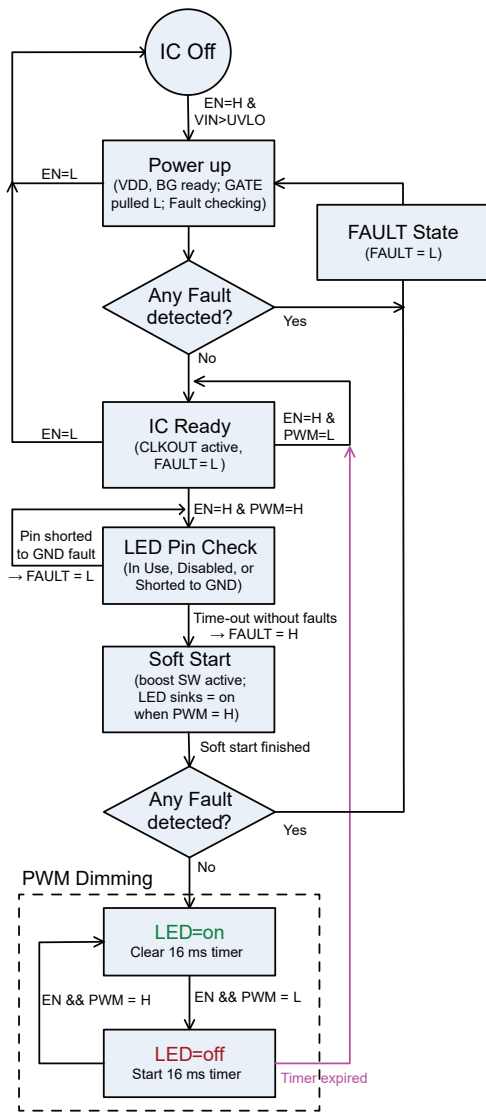 IC Off
EN=H &
VIN>UVLO
Power up
(VDD, BG ready; GATE
pulled L; Fault checking)
EN=L
FAULT State
(FAULT = L)
Any Fault
detected?
Yes
No
IC Ready
(CLKOUT active,
FAULT = L )
EN=L
EN=H &
PWM=L
EN=H & PWM=H
Pin shorted
to GND fault
→ FAULT = L
LED Pin Check
(In Use, Disabled, or
Shorted to GND)
Time-out without faults
→ FAULT = H
Soft Start
(boost SW active;
LED sinks = on
when PWM = H)
Soft start finished
Any Fault
detected?
Yes
No
PWM Dimming
LED=on
Clear 16 ms timer
EN && PWM = H
EN && PWM = L
LED=off
Start 16 ms timer
Timer expired